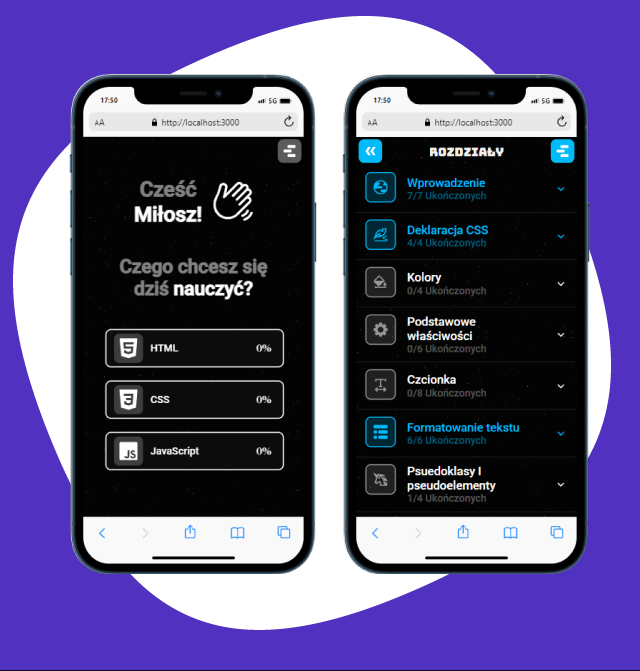 17:50
5G
AA
http://localhost:3000
Cześć
Miłosz!
Czego chcesz się
dziś nauczyć?
5
HTML
0%
3
CSS
0%
JS
JavaScript
0%
17:50
5G
AA
http://localhost:3000
ROZDZIAŁY
Wprowadzenie
7/7 Ukończonych
Deklaracja CSS
4/4 Ukończonych
Kolory
0/4 Ukończonych
Podstawowe
właściwości
0/6 Ukończonych
T
Czcionka
0/8 Ukończonych
Formatowanie tekstu
6/6 Ukończonych
Psuedoklasy I
pseudoelementy
1/4 Ukończonych